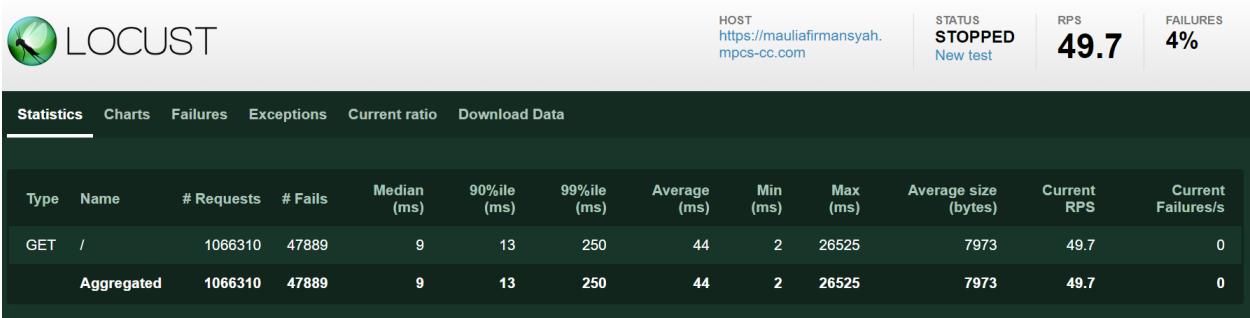 LOCUST
HOST
https://mauliafirmansyah.
mpcs-cc.com
STATUS
STOPPED
New test
RPS
49.7
FAILURES
4%
Statistics Charts Failures Exceptions Current ratio Download Data
Type Name # Requests # Fails Median (ms) 90%ile (ms) 99%ile (ms) Average (ms) Min (ms) Max (ms) Average size (bytes) Current RPS Current Failures/s
GET / 1066310 47889 9 13 250 44 2 26525 7973 49.7 0
Aggregated 1066310 47889 9 13 250 44 2 26525 7973 49.7 0